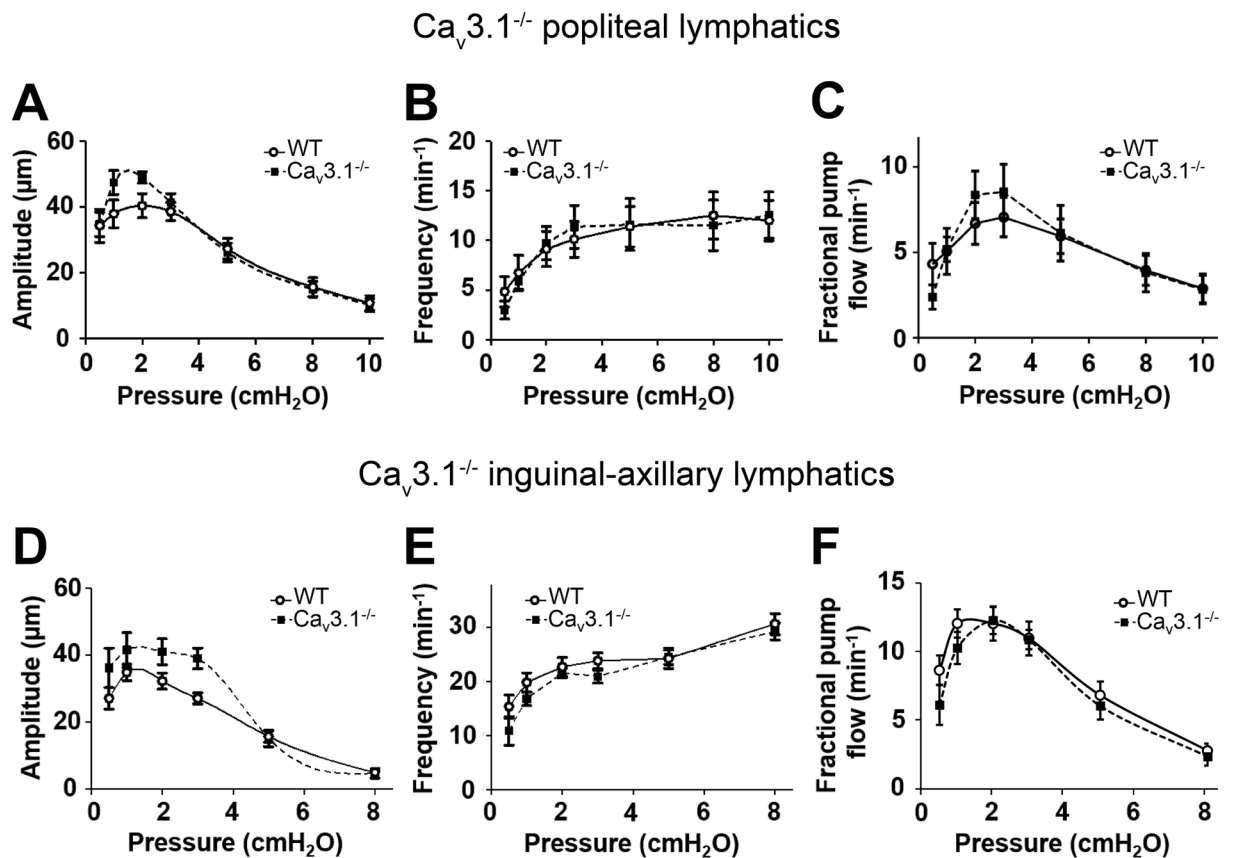 Cav3.1-/- popliteal lymphatics
A
Amplitude (µm)
60
40
20
0
WT
Cav3.1-/-
0 2 4 6 8 10
Pressure (cmH2O)
B
Frequency (min-1)
20
15
10
5
0
WT
Cav3.1-/-
0 2 4 6 8 10
Pressure (cmH2O)
C
Fractional pump
flow (min-1)
10
5
0
WT
Cav3.1-/-
0 2 4 6 8 10
Pressure (cmH2O)
Cav3.1-/- inguinal-axillary lymphatics
D
Amplitude (µm)
60
40
20
0
WT
Cav3.1-/-
0 2 4 6 8
Pressure (cmH2O)
E
Frequency (min-1)
30
20
10
0
WT
Cav3.1-/-
0 2 4 6 8
Pressure (cmH2O)
F
Fractional pump
flow (min-1)
15
10
5
0
WT
Cav3.1-/-
0 2 4 6 8
Pressure (cmH2O)